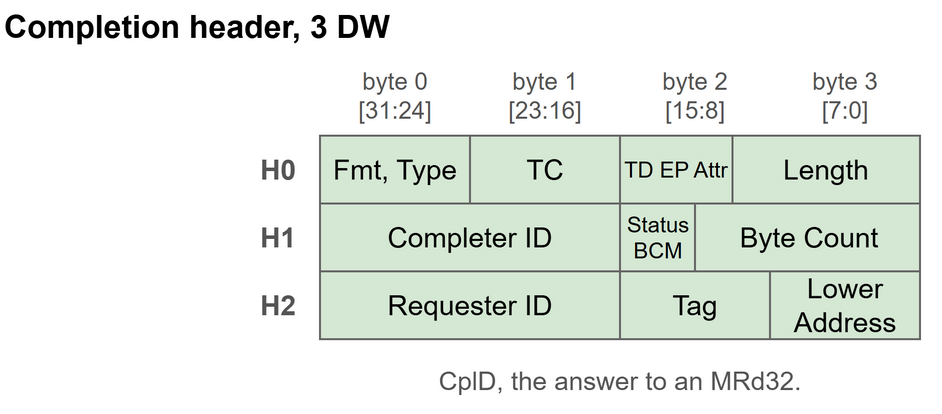 Completion header, 3 DW
byte 0 byte 1 byte 2 byte 3
[31:24] [23:16] [15:8] [7:0]
H0 Fmt, Type TC TD EP Attr Length
H1 Completer ID Status BCM Byte Count
H2 Requester ID Tag Lower Address
CplD, the answer to an MRd32.